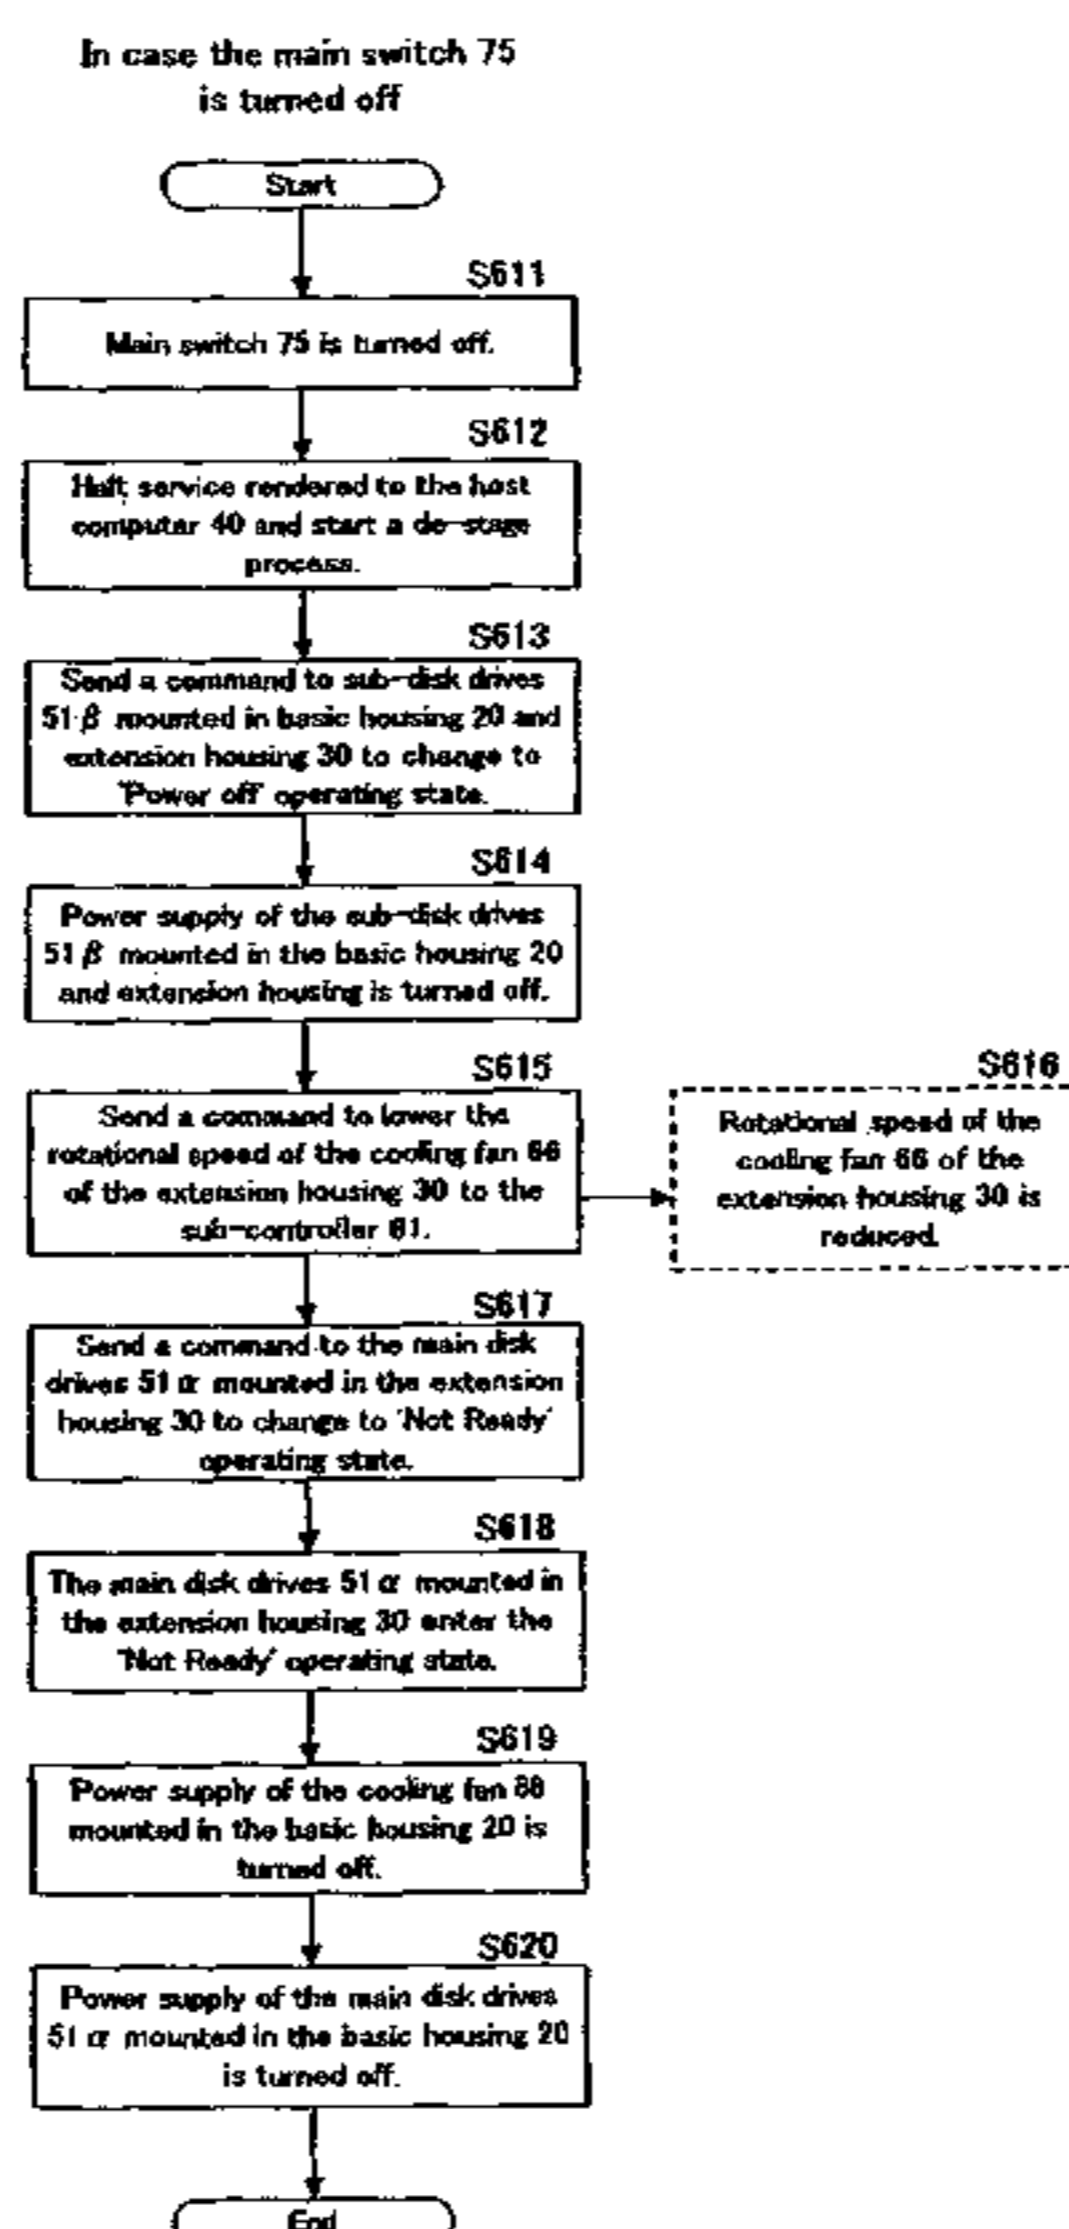 In case the main switch 75
is turned off
Start
S611
Main switch 75 is turned off.
S612
Halt service rendered to the host
computer 40 and start a de-stage
process.
S613
Send a command to sub-disk drives
51β mounted in basic housing 20 and
extension housing 30 to change to
'Power off' operating state.
S614
Power supply of the sub-disk drives
51β mounted in the basic housing 20
and extension housing is turned off.
S615
Send a command to lower the
rotational speed of the cooling fan 66
of the extension housing 30 to the
sub-controller 61.
S616
Rotational speed of the
cooling fan 66 of the
extension housing 30 is
reduced.
S617
Send a command to the main disk
drives 51α mounted in the extension
housing 30 to change to 'Not Ready'
operating state.
S618
The main disk drives 51α mounted in
the extension housing 30 enter the
'Not Ready' operating state.
S619
Power supply of the cooling fan
mounted in the basic housing 20 is
turned off.
S620
Power supply of the main disk drives
51α mounted in the basic housing 20
is turned off.
End